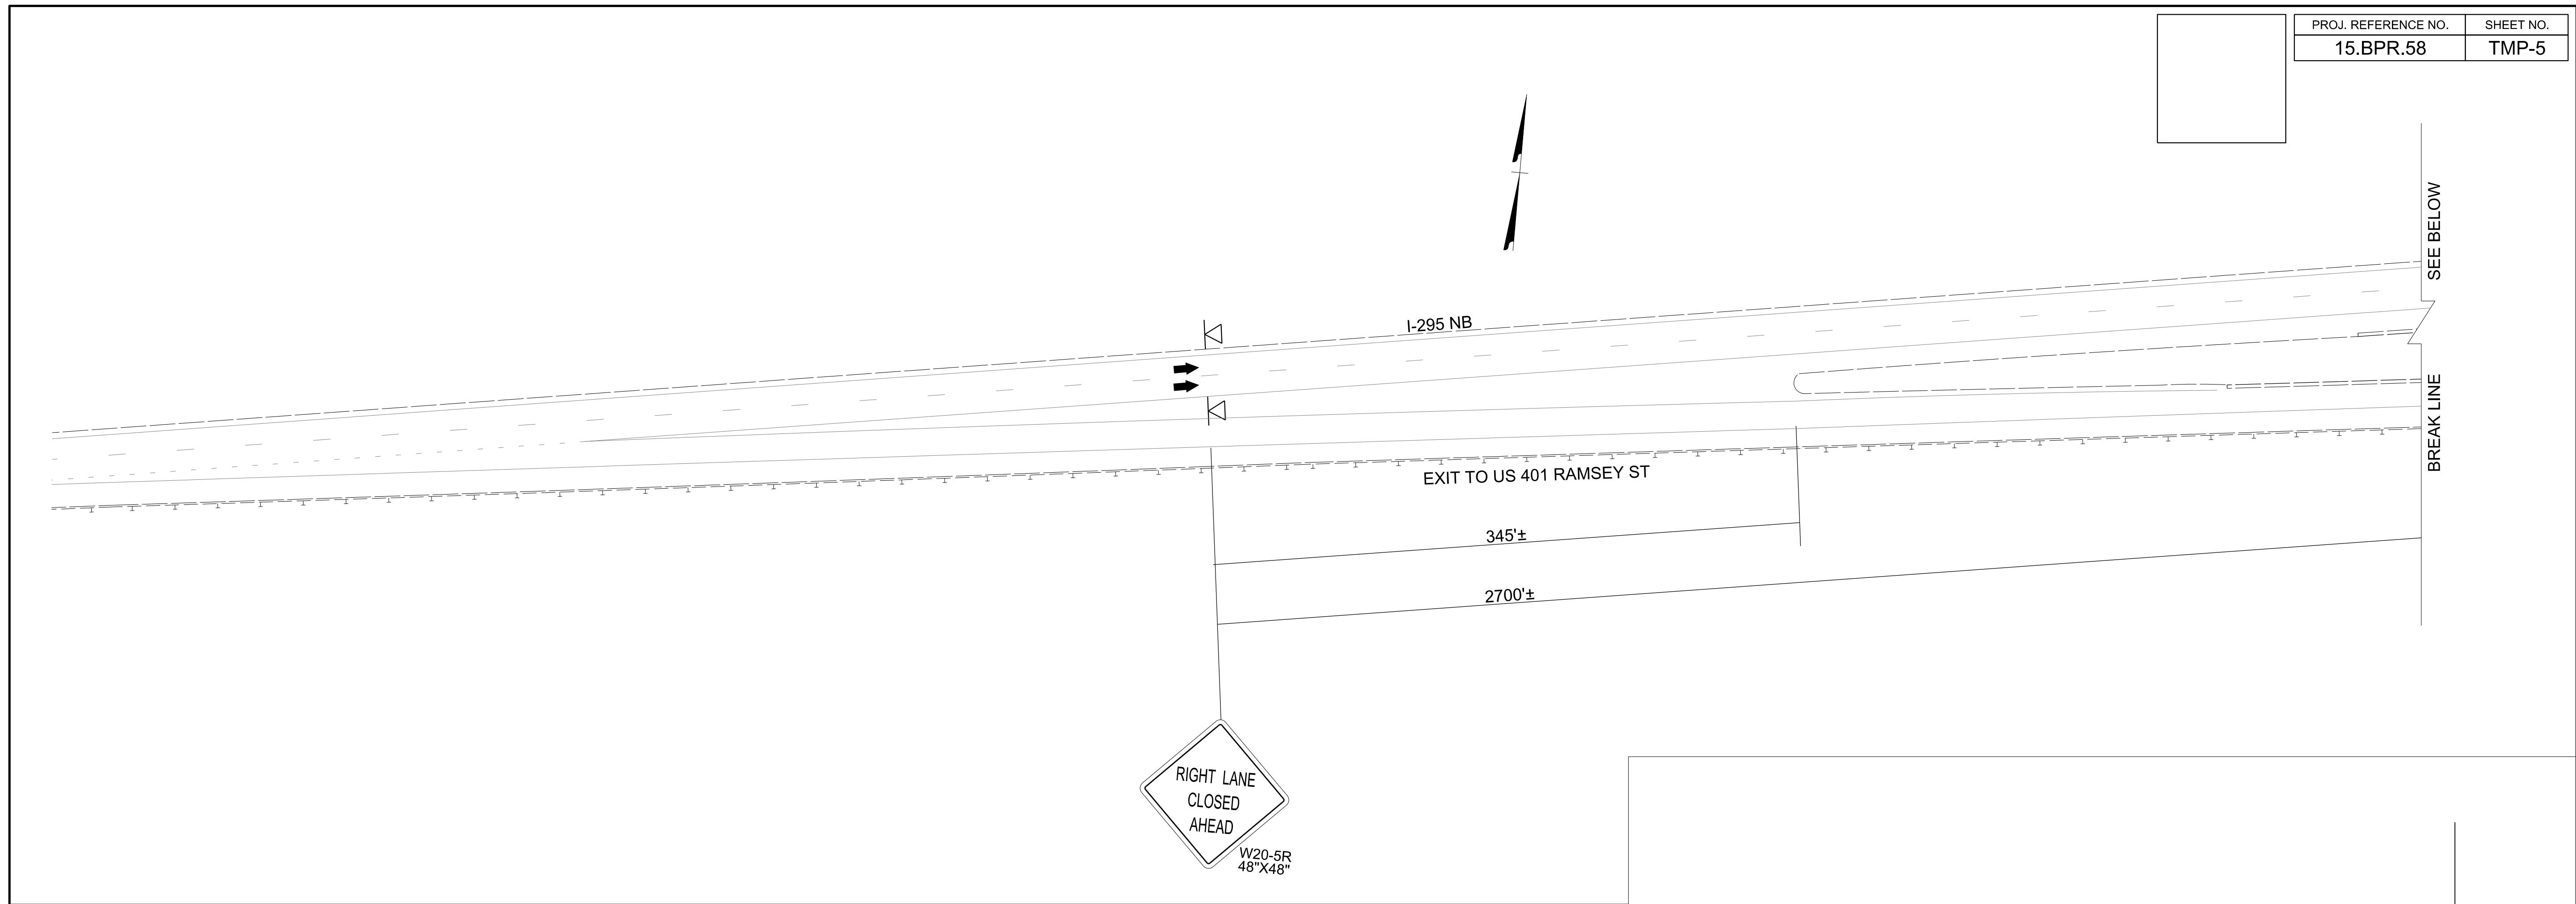 PROJ. REFERENCE NO. SHEET NO.
15.BPR.58 TMP-5
SEE BELOW
I-295 NB
BREAK LINE
EXIT TO US 401 RAMSEY ST
345'±
2700'±
RIGHT LANE
CLOSED
AHEAD
W20-5R
48"X48"